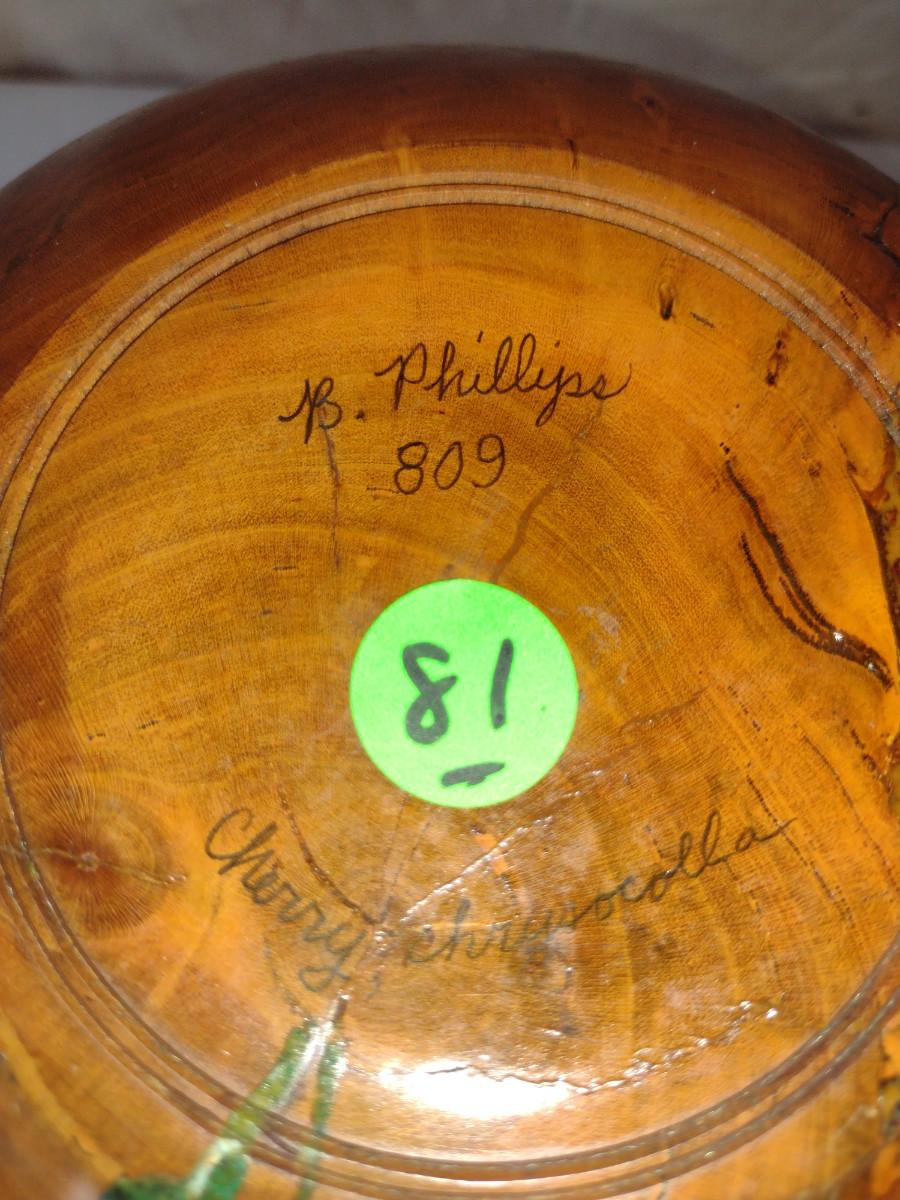 B. Phillips
809
81
Cherry, chrysocolla